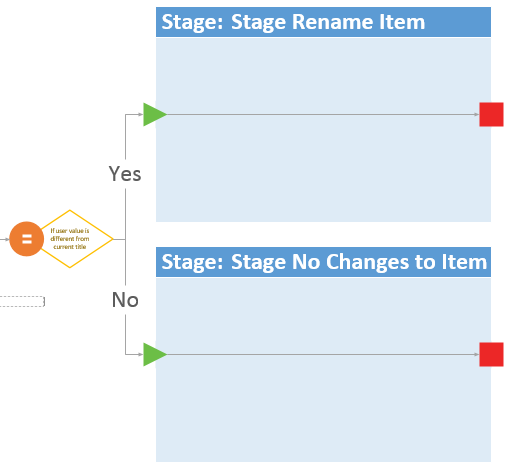 Stage: Stage Rename Item
Yes
If user value is
different from
current title
No
Stage: Stage No Changes to Item